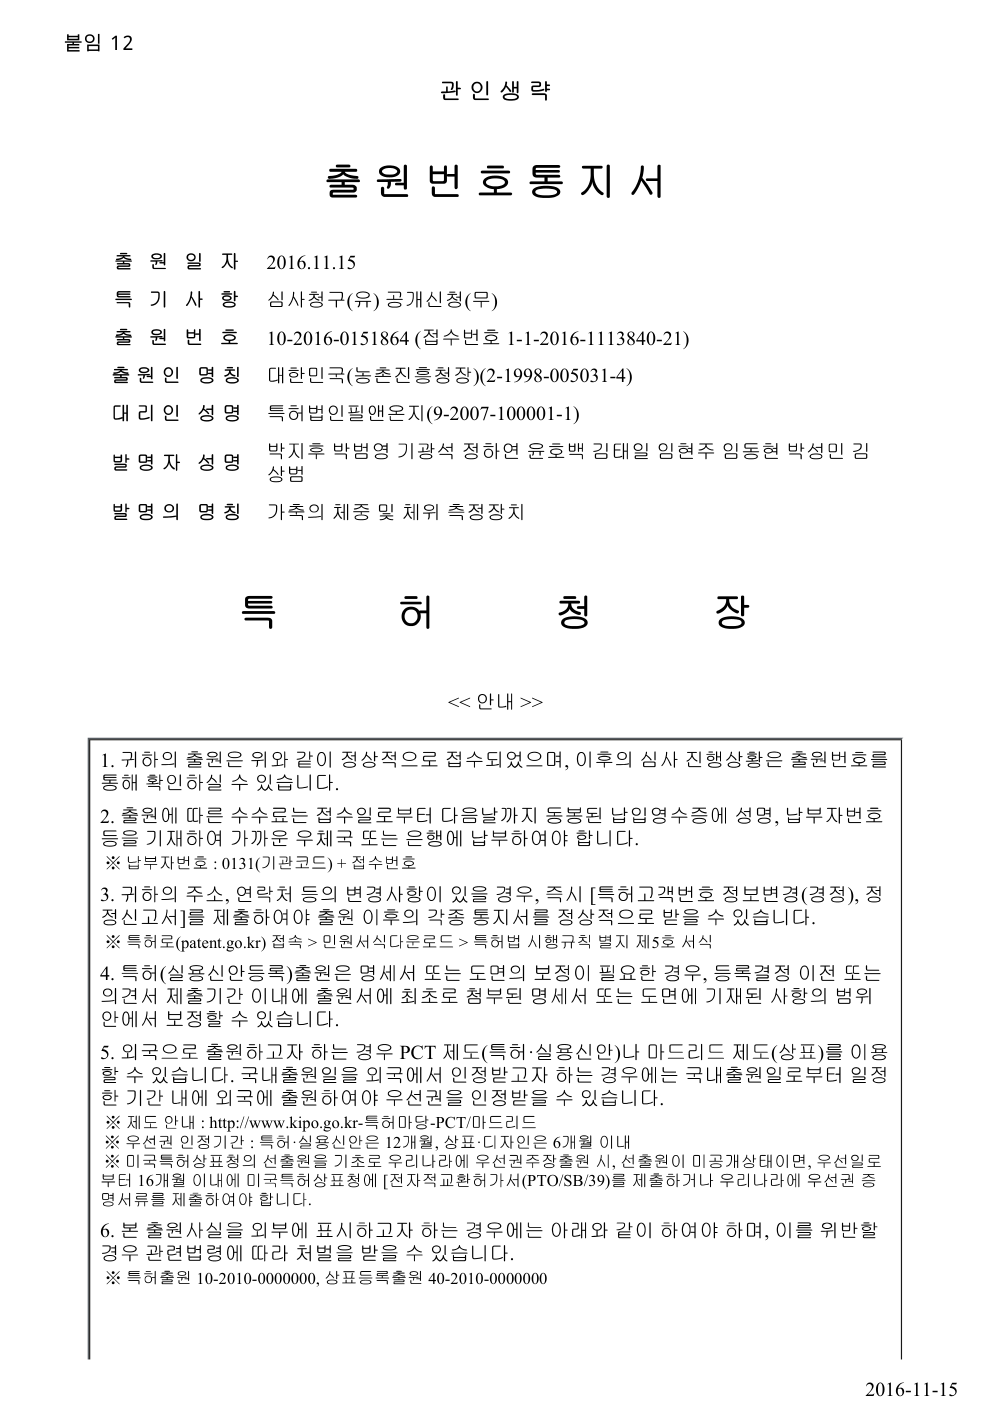 붙임 12
관 인 생 략
출 원 번 호 통 지 서
출 원 일 자 2016.11.15
특 기 사 항 심사청구(유) 공개신청(무)
출 원 번 호 10-2016-0151864 (접수번호 1-1-2016-1113840-21)
출 원 인 명 칭 대한민국(농촌진흥청장)(2-1998-005031-4)
대 리 인 성 명 특허법인필앤온지(9-2007-100001-1)
발 명 자 성 명 박지후 박범영 기광석 정하연 윤호백 김태일 임현주 임동현 박성민 김
상범
발 명 의 명 칭 가축의 체중 및 체위 측정장치
특 허 청 장
<< 안내 >>
1. 귀하의 출원은 위와 같이 정상적으로 접수되었으며, 이후의 심사 진행상황은 출원번호를
통해 확인하실 수 있습니다.
2. 출원에 따른 수수료는 접수일로부터 다음날까지 동봉된 납입영수증에 성명, 납부자번호
등을 기재하여 가까운 우체국 또는 은행에 납부하여야 합니다.
※ 납부자번호 : 0131(기관코드) + 접수번호
3. 귀하의 주소, 연락처 등의 변경사항이 있을 경우, 즉시 [특허고객번호 정보변경(경정), 정
정신고서]를 제출하여야 출원 이후의 각종 통지서를 정상적으로 받을 수 있습니다.
※ 특허로(patent.go.kr) 접속 > 민원서식다운로드 > 특허법 시행규칙 별지 제5호 서식
4. 특허(실용신안등록)출원은 명세서 또는 도면의 보정이 필요한 경우, 등록결정 이전 또는
의견서 제출기간 이내에 출원서에 최초로 첨부된 명세서 또는 도면에 기재된 사항의 범위
안에서 보정할 수 있습니다.
5. 외국으로 출원하고자 하는 경우 PCT 제도(특허·실용신안)나 마드리드 제도(상표)를 이용
할 수 있습니다. 국내출원일을 외국에서 인정받고자 하는 경우에는 국내출원일로부터 일정
한 기간 내에 외국에 출원하여야 우선권을 인정받을 수 있습니다.
※ 제도 안내 : http://www.kipo.go.kr-특허마당-PCT/마드리드
※ 우선권 인정기간 : 특허·실용신안은 12개월, 상표·디자인은 6개월 이내
※ 미국특허상표청의 선출원을 기초로 우리나라에 우선권주장출원 시, 선출원이 미공개상태이면, 우선일로
부터 16개월 이내에 미국특허상표청에 [전자적교환허가서(PTO/SB/39)를 제출하거나 우리나라에 우선권 증
명서류를 제출하여야 합니다.
6. 본 출원사실을 외부에 표시하고자 하는 경우에는 아래와 같이 하여야 하며, 이를 위반할
경우 관련법령에 따라 처벌을 받을 수 있습니다.
※ 특허출원 10-2010-0000000, 상표등록출원 40-2010-0000000
2016-11-15